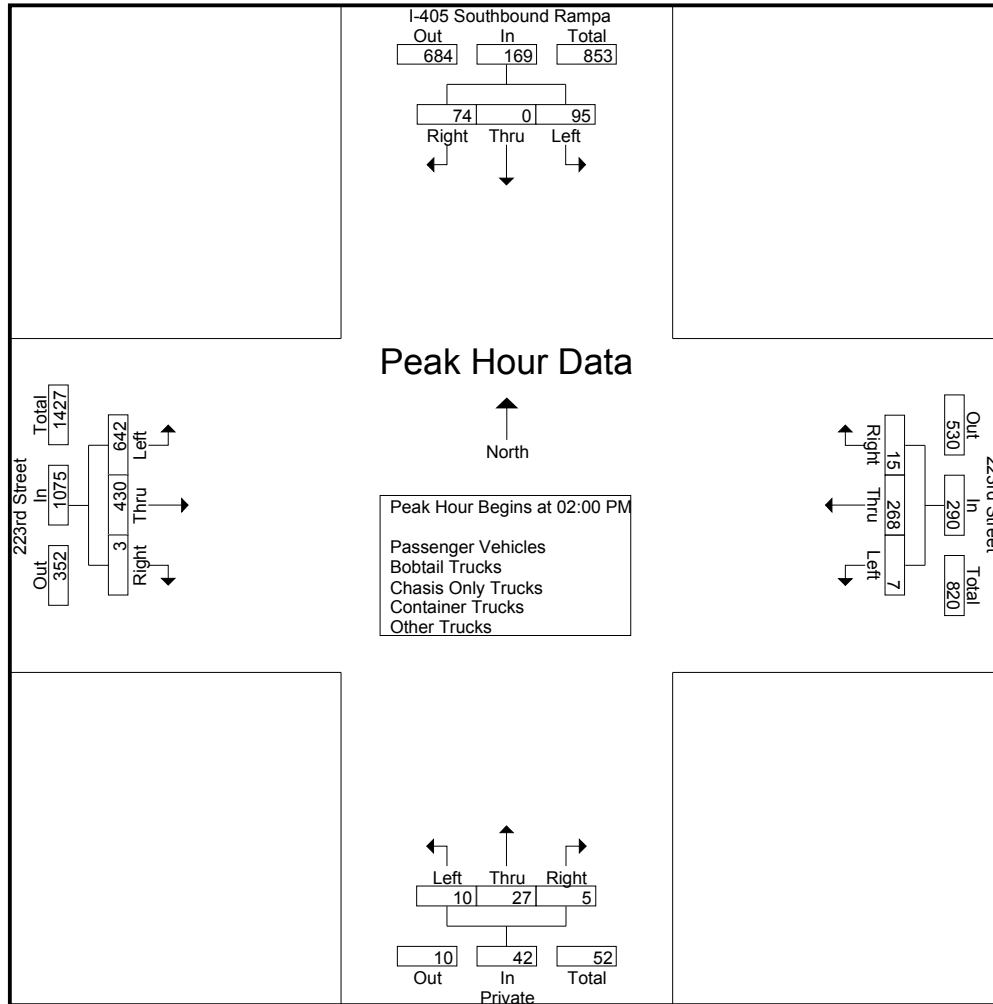 I-405 Southbound Rampa
Out In Total
684 169 853
74 0 95
Right Thru Left
Peak Hour Data
North
Peak Hour Begins at 02:00 PM
Passenger Vehicles
Bobtail Trucks
Chasis Only Trucks
Container Trucks
Other Trucks
223rd Street
Total In Out
1427 1075 352
642 430 3
Left Thru Right
223rd Street
Out In Total
530 290 820
15 268 7
Right Thru Left
Left Thru Right
10 27 5
10 42 52
Out In Total
Private